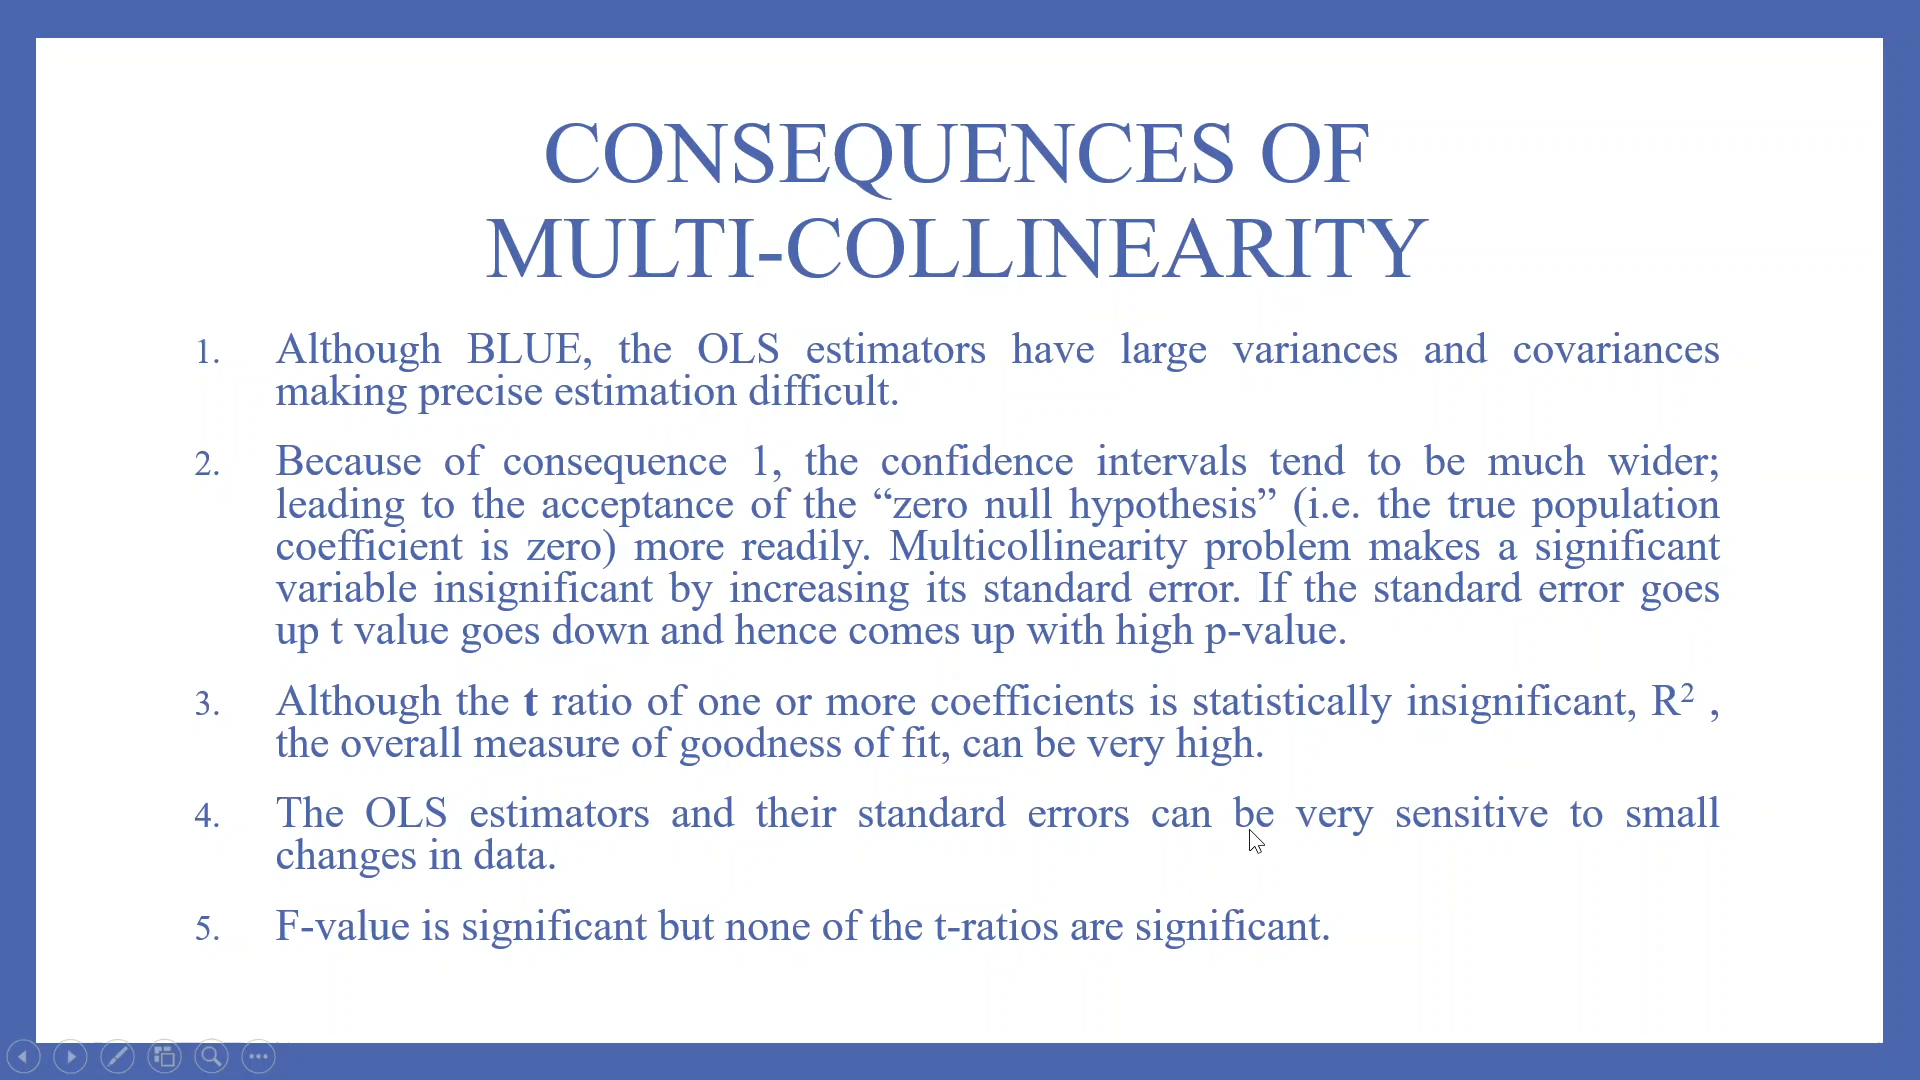 CONSEQUENCES OF
MULTI-COLLINEARITY
1. Although BLUE, the OLS estimators have large variances and covariances
making precise estimation difficult.
2. Because of consequence 1, the confidence intervals tend to be much wider;
leading to the acceptance of the “zero null hypothesis” (i.e. the true population
coefficient is zero) more readily. Multicollinearity problem makes a significant
variable insignificant by increasing its standard error. If the standard error goes
up t value goes down and hence comes up with high p-value.
3. Although the t ratio of one or more coefficients is statistically insignificant, R² ,
the overall measure of goodness of fit, can be very high.
4. The OLS estimators and their standard errors can be very sensitive to small
changes in data.
5. F-value is significant but none of the t-ratios are significant.